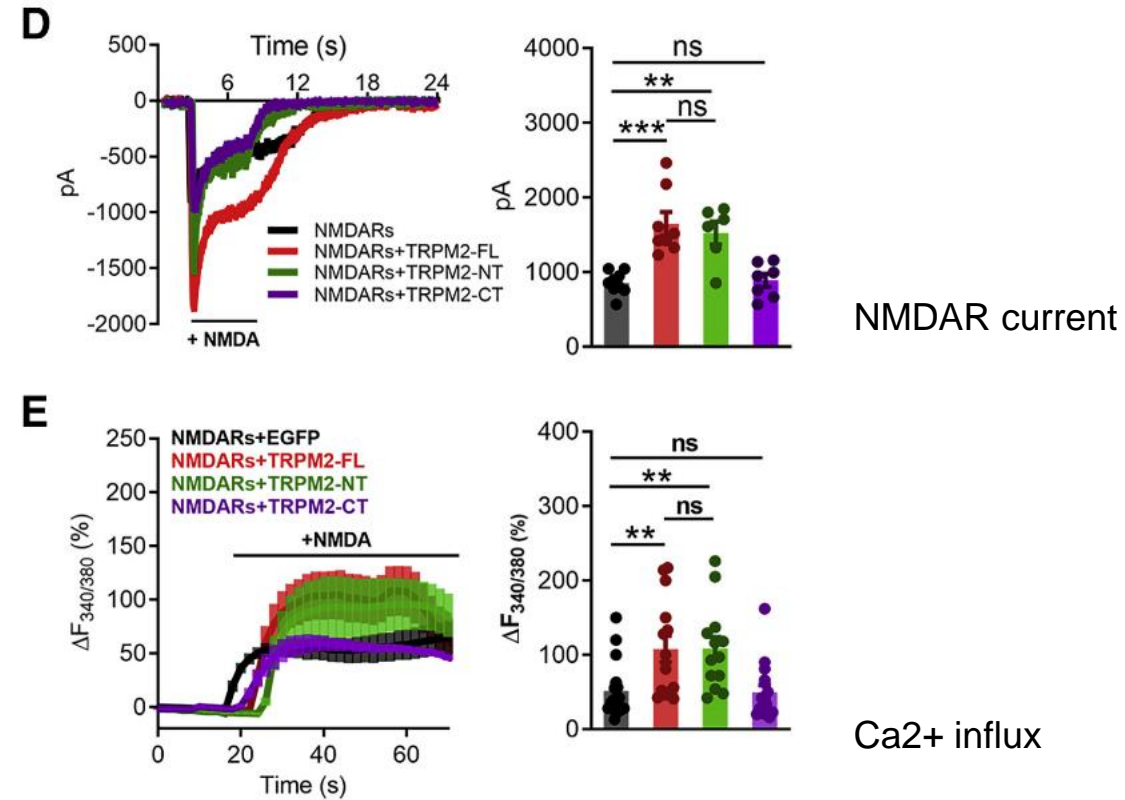 D
500
0
-500
-1000
-1500
-2000
pA
Time (s)
6 12 18 24
NMDARs
NMDARs+TRPM2-FL
NMDARs+TRPM2-NT
NMDARs+TRPM2-CT
+ NMDA
4000
3000
2000
1000
0
pA
ns
**
ns
***
NMDAR current
E
250
200
150
100
50
0
ΔF340/380 (%)
NMDARs+EGFP
NMDARs+TRPM2-FL
NMDARs+TRPM2-NT
NMDARs+TRPM2-CT
+NMDA
0 20 40 60
Time (s)
400
300
200
100
0
ΔF340/380 (%)
ns
**
ns
**
Ca2+ influx